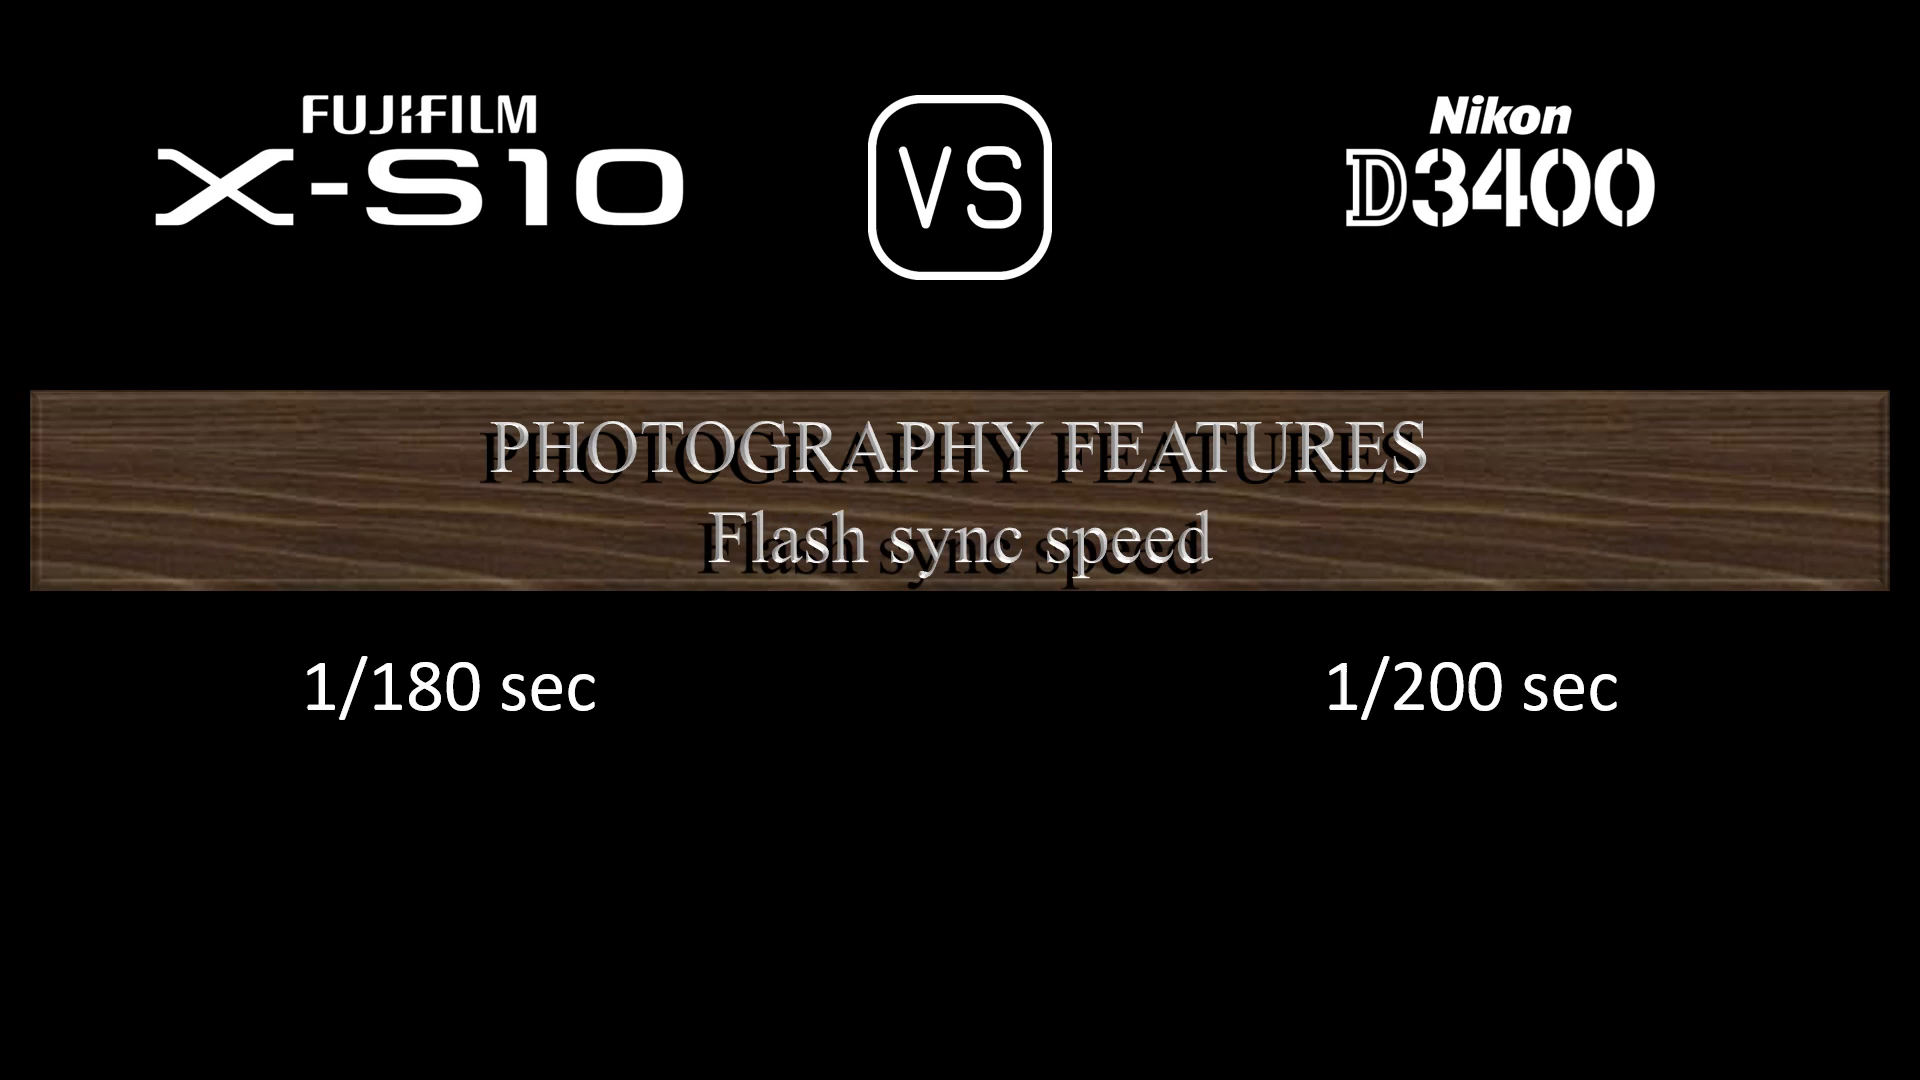 FUJIFILM
X-S10
VS
Nikon
D3400
PHOTOGRAPHY FEATURES
Flash sync speed
1/180 sec
1/200 sec